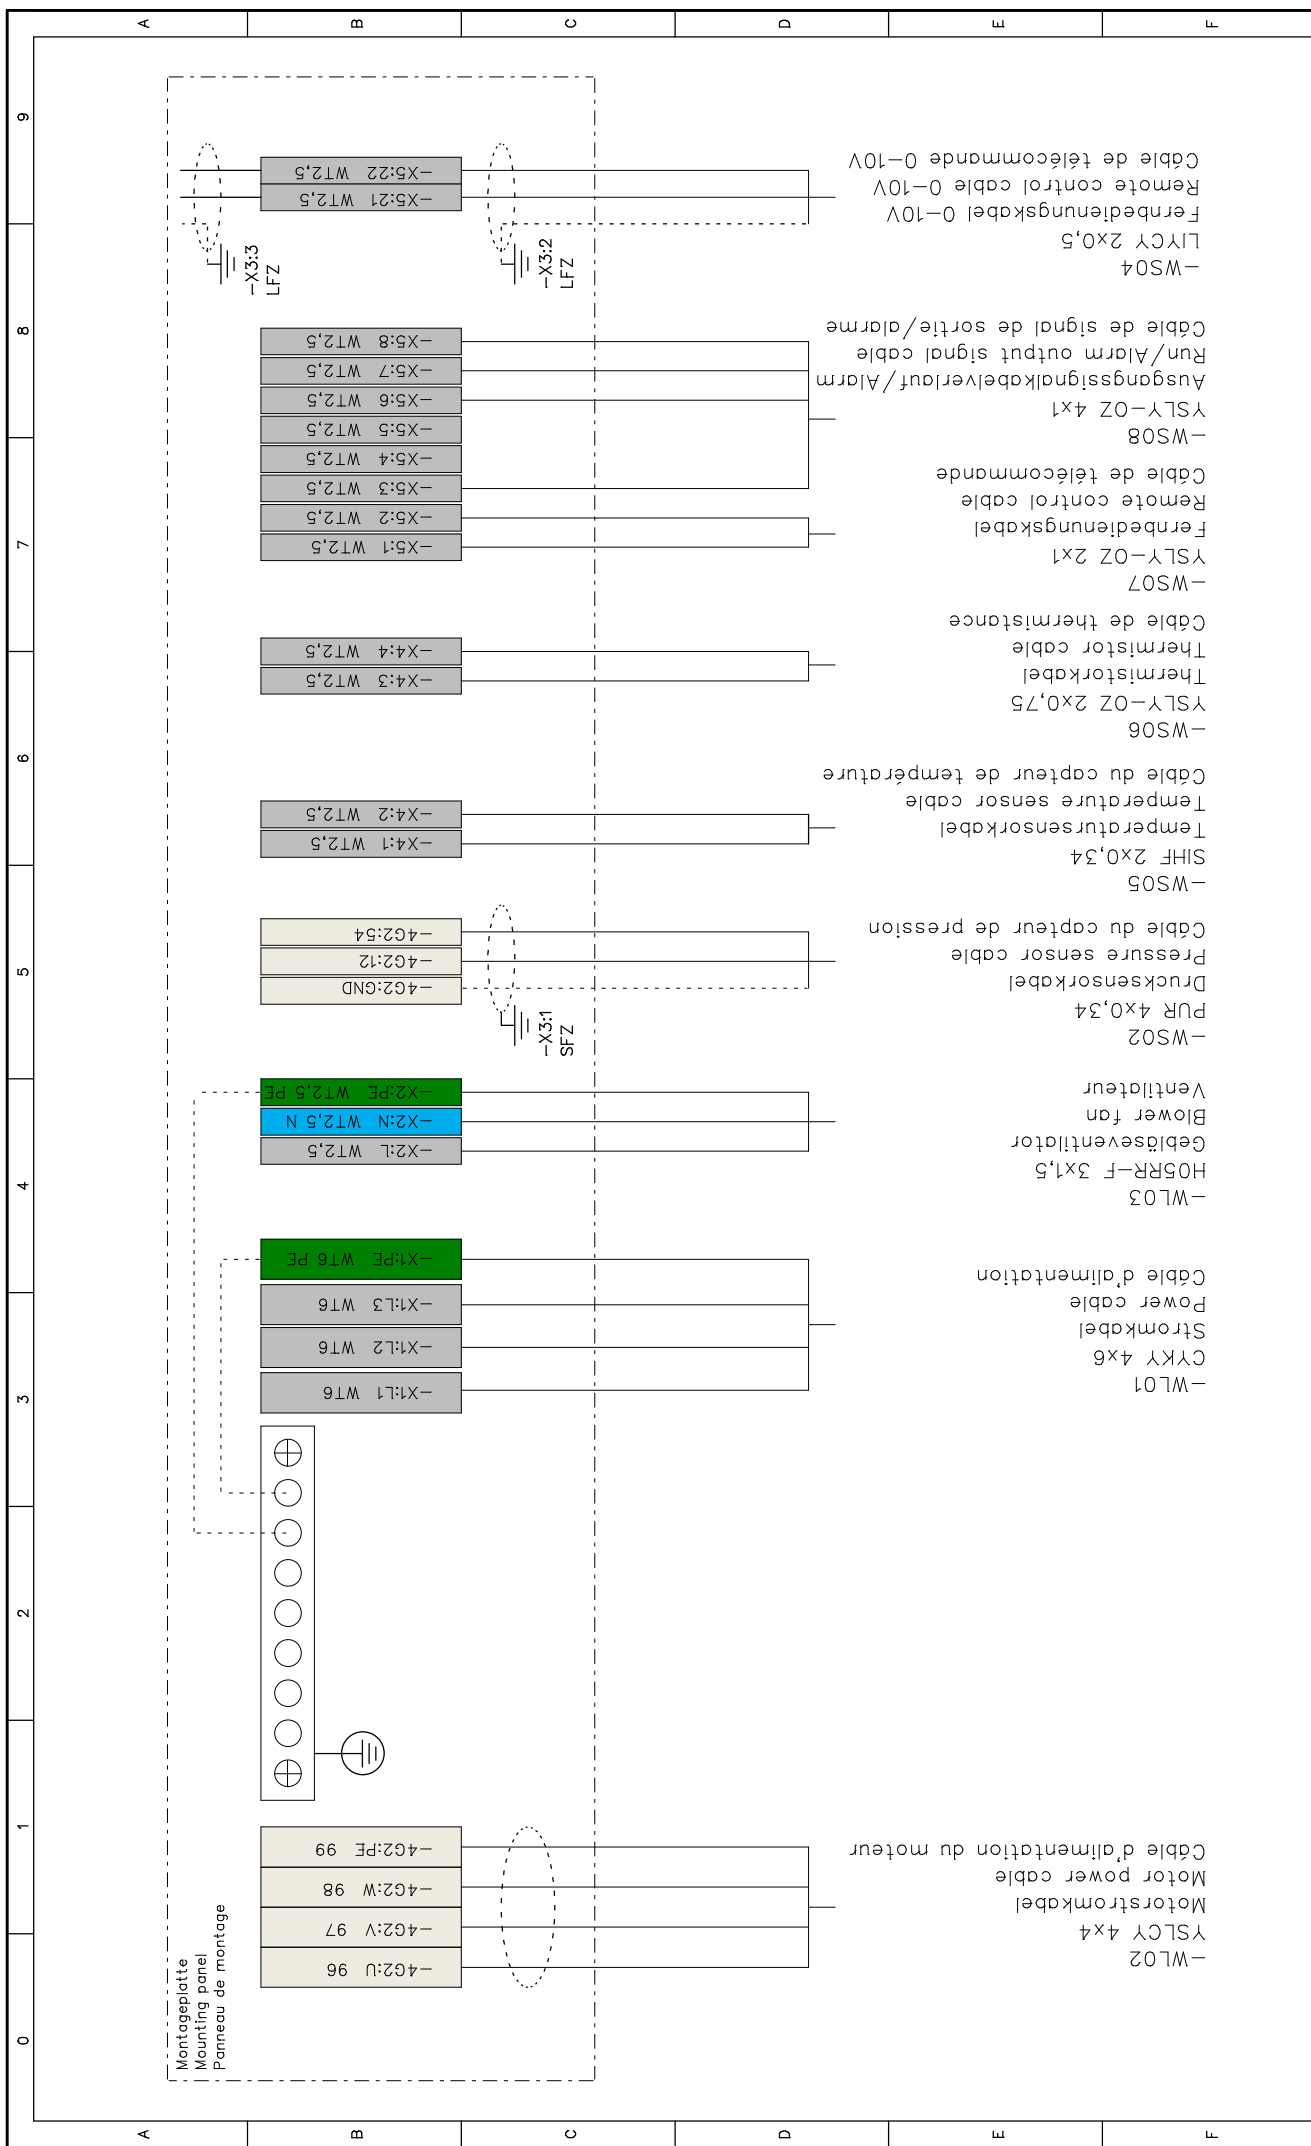 A
B
C
D
E
F
9
8
7
6
5
4
3
2
1
0
-X3:3
LFZ
-X5:22 WT2,5
-X5:21 WT2,5
-X3:2
LFZ
-WS04
LIYCY 2x0,5
Fernbedienungskabel 0-10V
Remote control cable 0-10V
Câble de télécommande 0-10V
-X5:8 WT2,5
-X5:7 WT2,5
-X5:6 WT2,5
-X5:5 WT2,5
-X5:4 WT2,5
-X5:3 WT2,5
-X5:2 WT2,5
-X5:1 WT2,5
-WS08
YSLY-OZ 4x1
Ausgangssignalkabelverlauf/Alarm
Run/Alarm output signal cable
Câble de signal de sortie/alarme
-WS07
YSLY-OZ 2x1
Fernbedienungskabel
Remote control cable
Câble de télécommande
-X4:4 WT2,5
-X4:3 WT2,5
-WS06
YSLY-OZ 2x0,75
Thermistorkabel
Thermistor cable
Câble de thermistance
-X4:2 WT2,5
-X4:1 WT2,5
-WS05
SIHF 2x0,34
Temperatursensorkabel
Temperature sensor cable
Câble du capteur de température
-4G2:54
-4G2:12
-4G2:GND
-X3:1
SFZ
-WS02
PUR 4x0,34
Drucksensorkabel
Pressure sensor cable
Câble du capteur de pression
-X2:PE WT2,5 PE
-X2:N WT2,5 N
-X2:L WT2,5
-WL03
H05RR-F 3x1,5
Gebläseventilator
Blower fan
Ventilateur
-X1:PE WT6 PE
-X1:L3 WT6
-X1:L2 WT6
-X1:L1 WT6
-WL01
CYKY 4x6
Stromkabel
Power cable
Câble d'alimentation
-4G2:PE 99
-4G2:W 98
-4G2:V 97
-4G2:U 96
-WL02
YSLCY 4x4
Motorstromkabel
Motor power cable
Câble d'alimentation du moteur
Montageplatte
Mounting panel
Panneau de montage
A
B
C
D
E
F